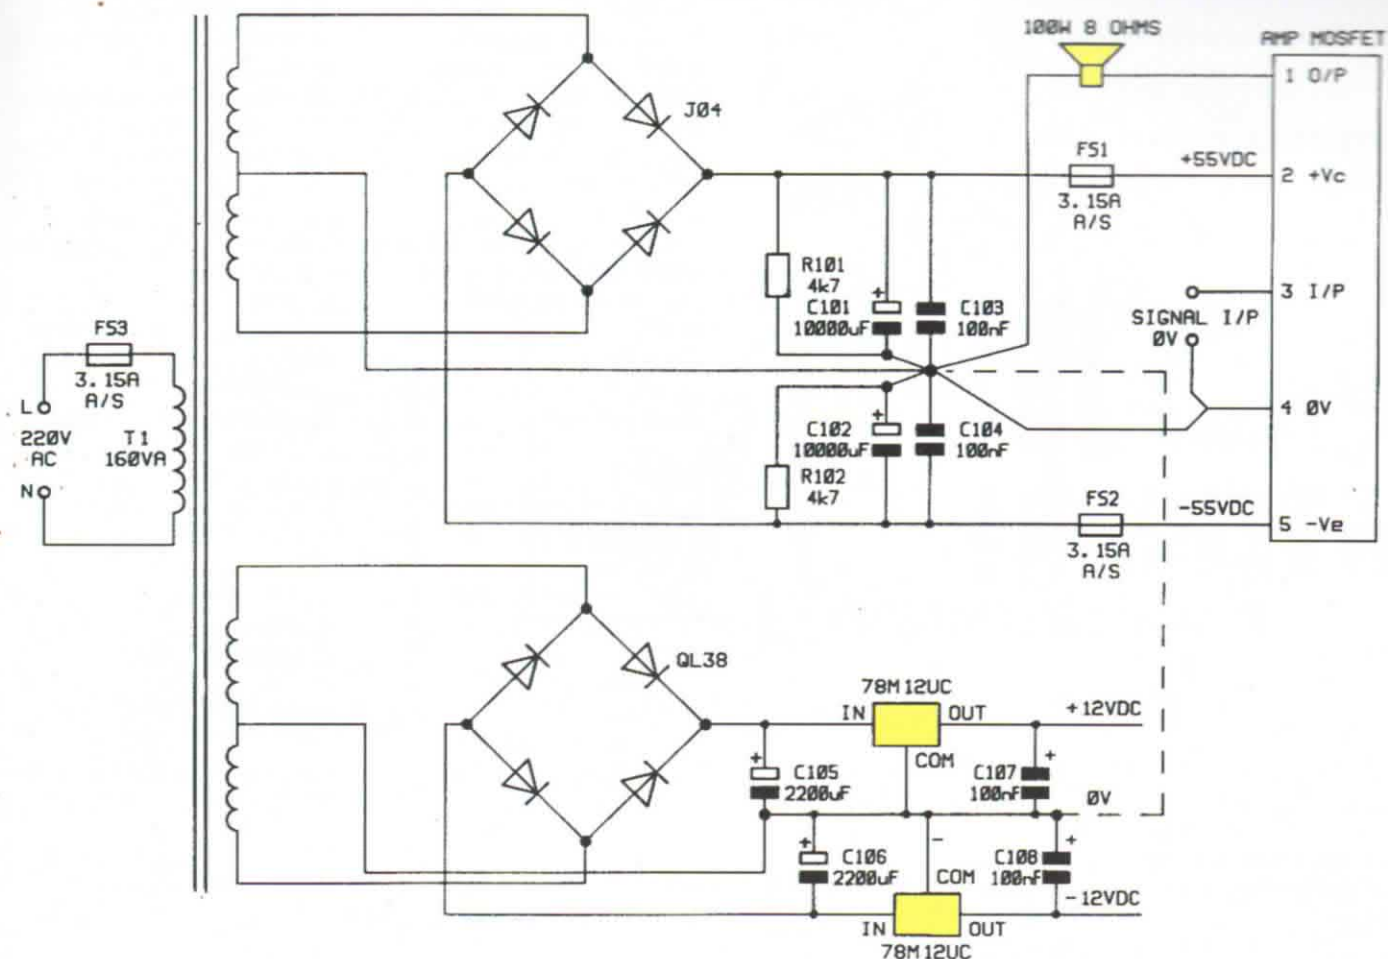 100W 8 OHMS
AMP MOSFET
1 O/P
J04
FS1
+55VDC
2 +Vc
3.15A
A/S
R101
4k7
C101
10000uF
+
C103
100nF
3 I/P
SIGNAL I/P
0V
FS3
3.15A
A/S
L
220V
AC
N
T1
160VA
4 0V
+
C102
10000uF
C104
100nF
R102
4k7
FS2
-55VDC
5 -Ve
3.15A
A/S
QL38
78M12UC
IN
OUT
+12VDC
COM
+
C105
2200uF
C107
100nF
+
0V
+
C106
2200uF
-
COM
C108
100nF
+
-12VDC
IN
OUT
78M12UC